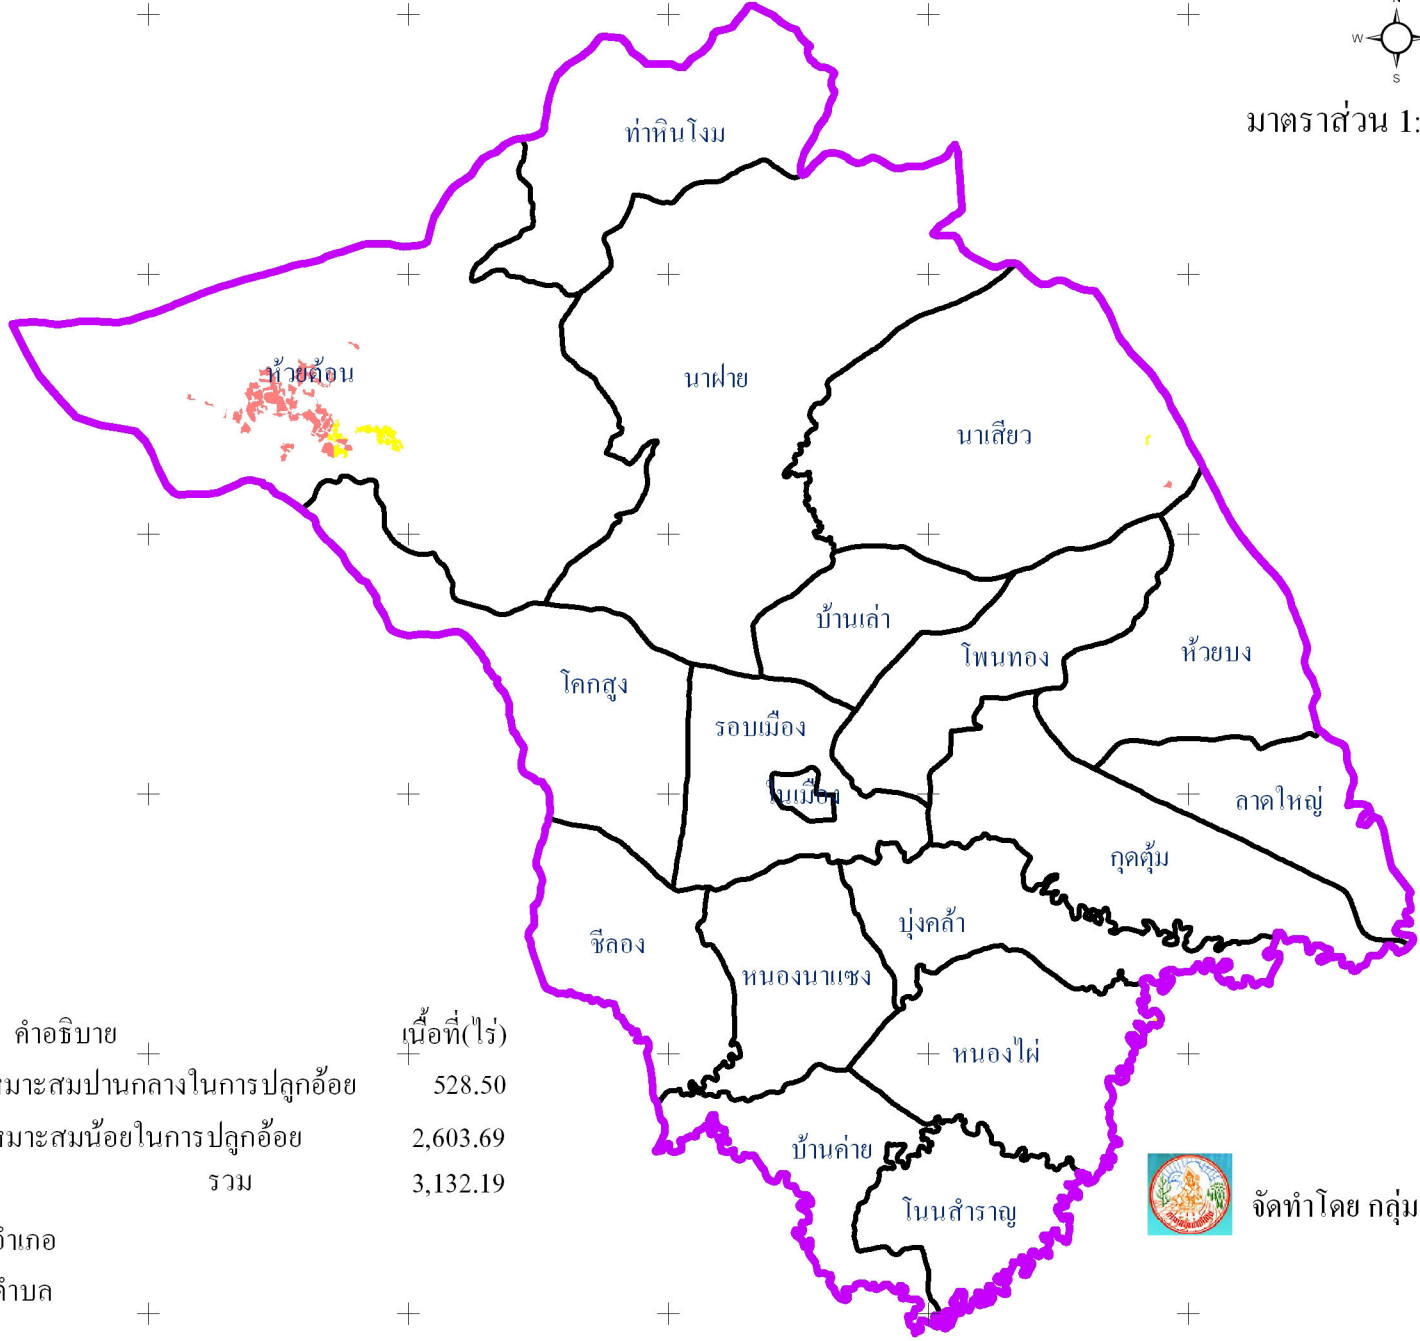 N
W
S
มาตราส่วน 1:
ท่าหินโงม
ห้วยต้อน
นาฝาย
นาเสียว
บ้านเล่า
โพนทอง
ห้วยบง
โคกสูง
รอบเมือง
ในเมือง
ลาดใหญ่
กุดตุ้ม
บุ่งคล้า
ชีลอง
หนองนาแซง
หนองไผ่
บ้านค่าย
โนนสำราญ
คำอธิบาย เนื้อที่(ไร่)
หมาะสมปานกลางในการปลูกอ้อย 528.50
หมาะสมน้อยในการปลูกอ้อย 2,603.69
รวม 3,132.19
อำเภอ
ตำบล
จัดทำโดย กลุ่ม